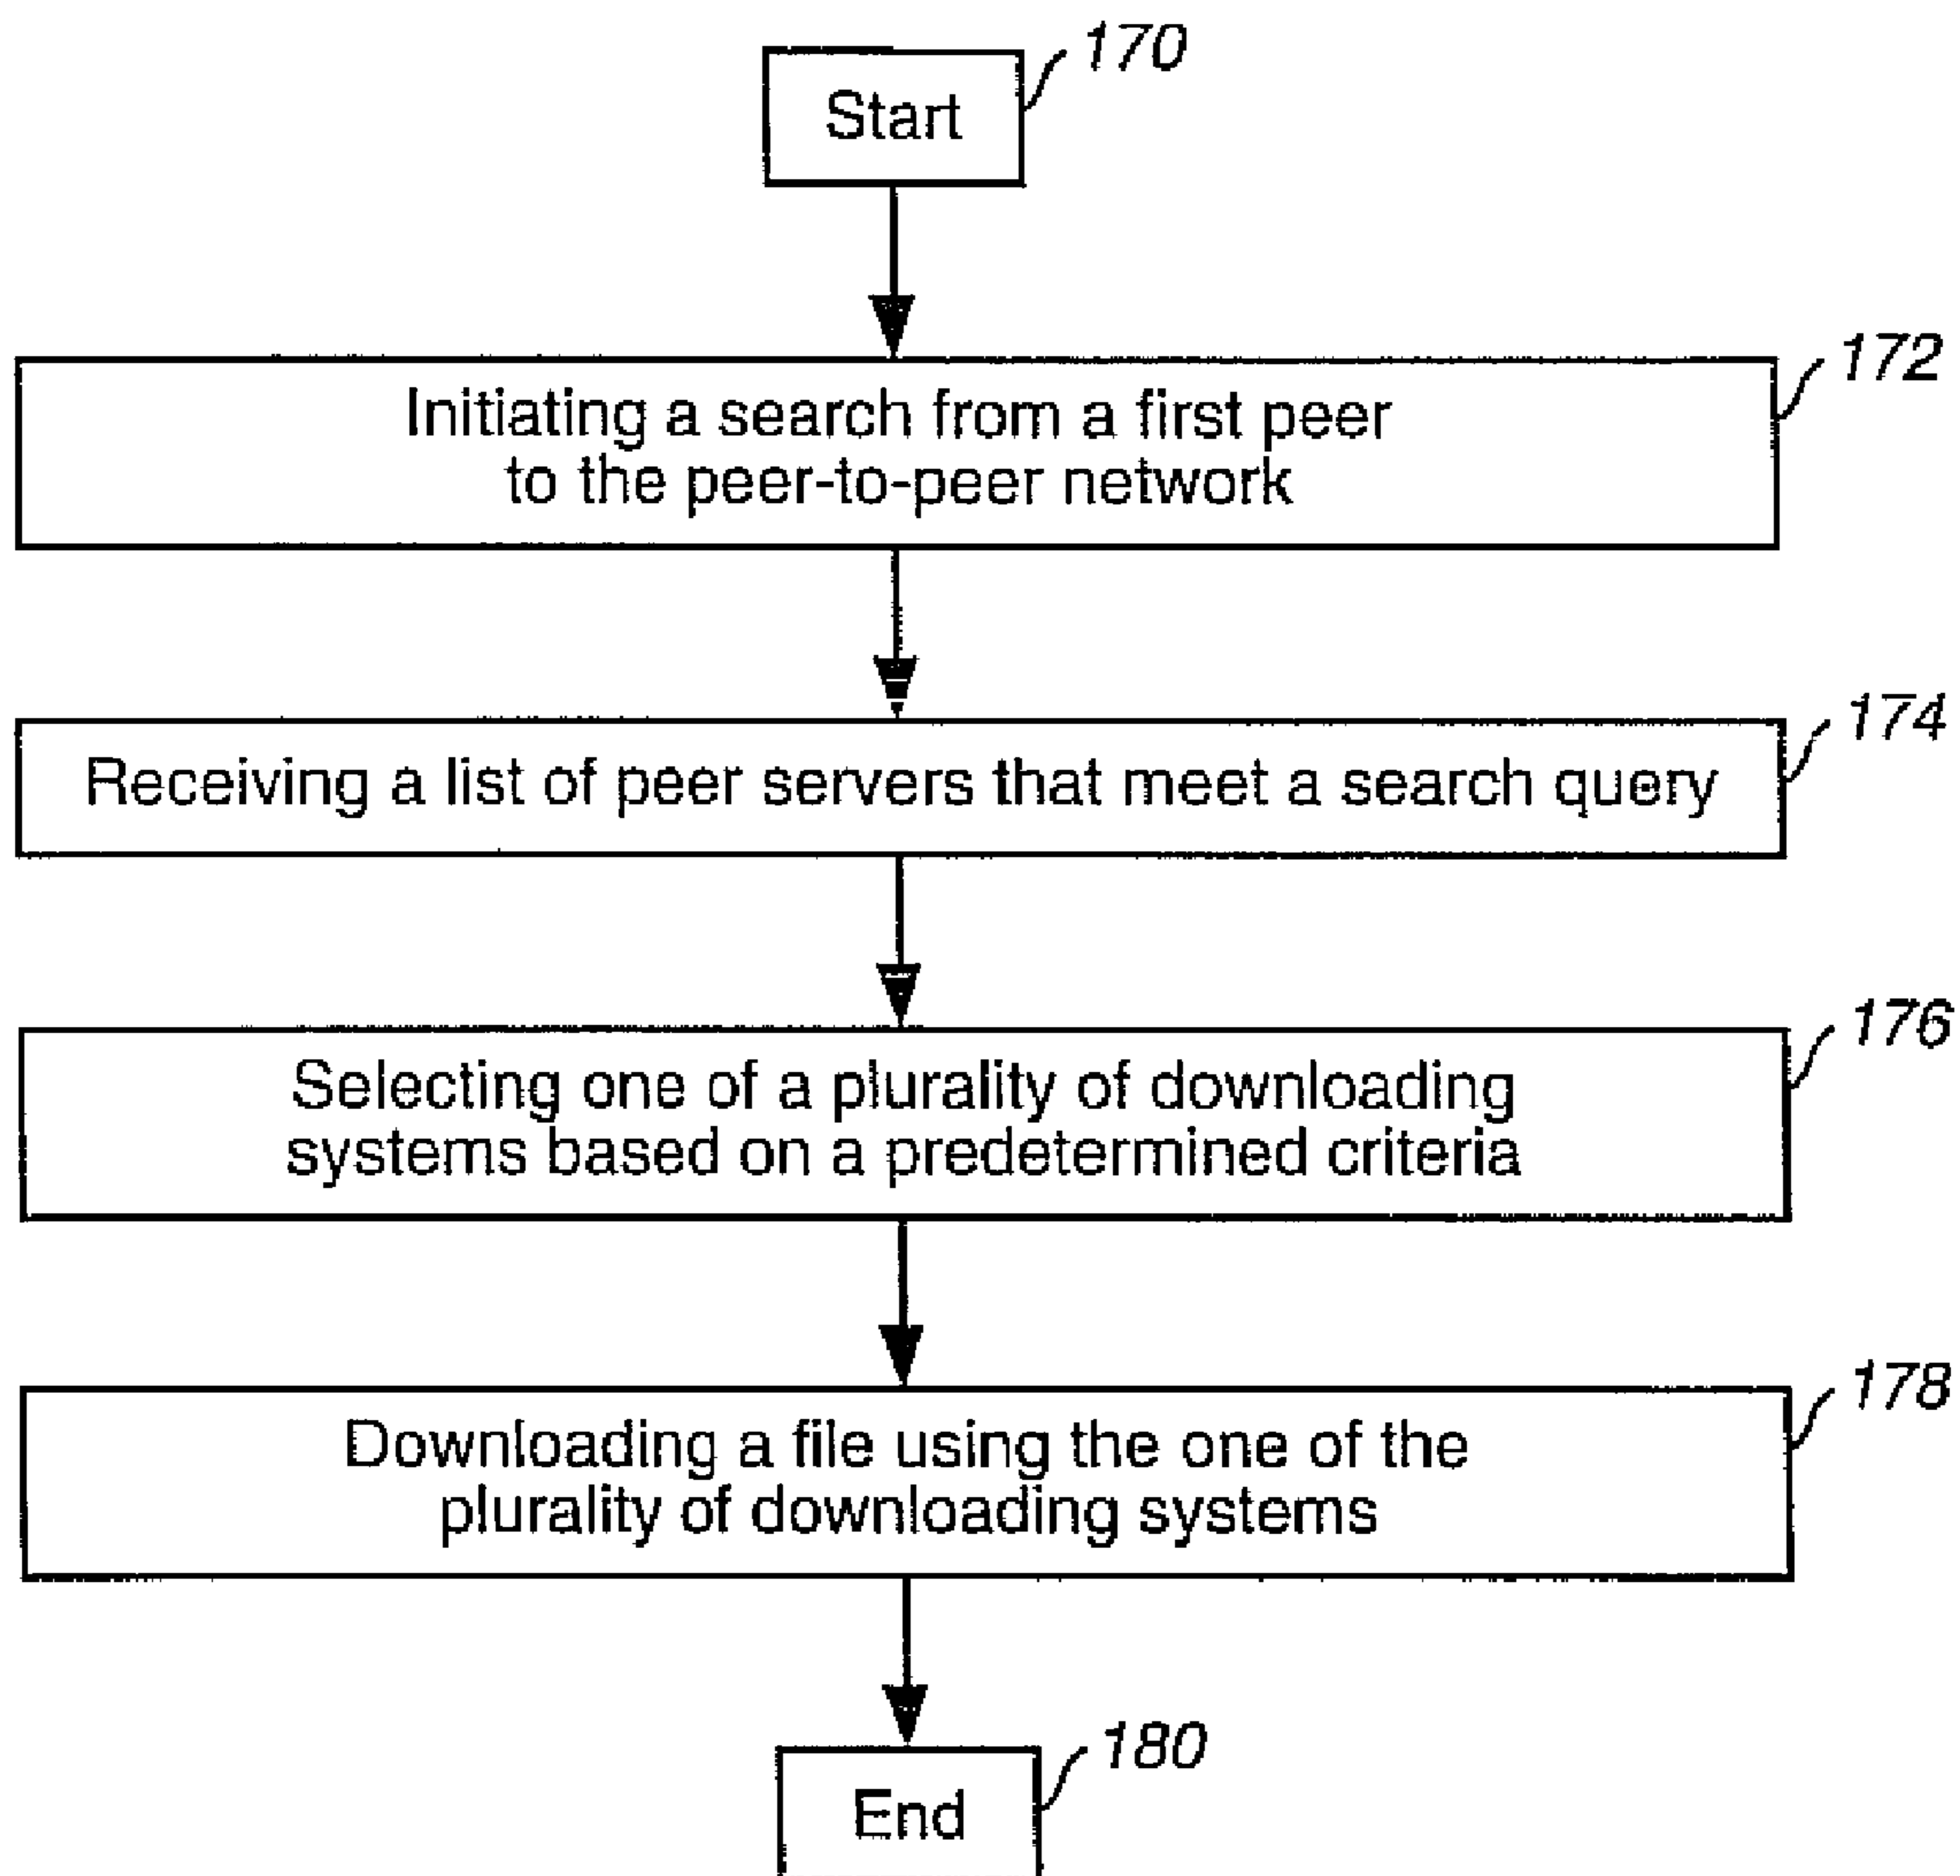 170
Start
172
Initiating a search from a first peer
to the peer-to-peer network
174
Receiving a list of peer servers that meet a search query
176
Selecting one of a plurality of downloading
systems based on a predetermined criteria
178
Downloading a file using the one of the
plurality of downloading systems
180
End